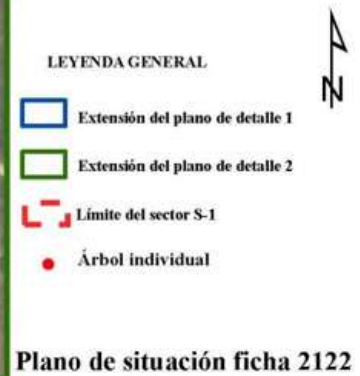 N
LEYENDA GENERAL
Extensión del plano de detalle 1
Extensión del plano de detalle 2
Límite del sector S-1
Árbol individual
Plano de situación ficha 2122